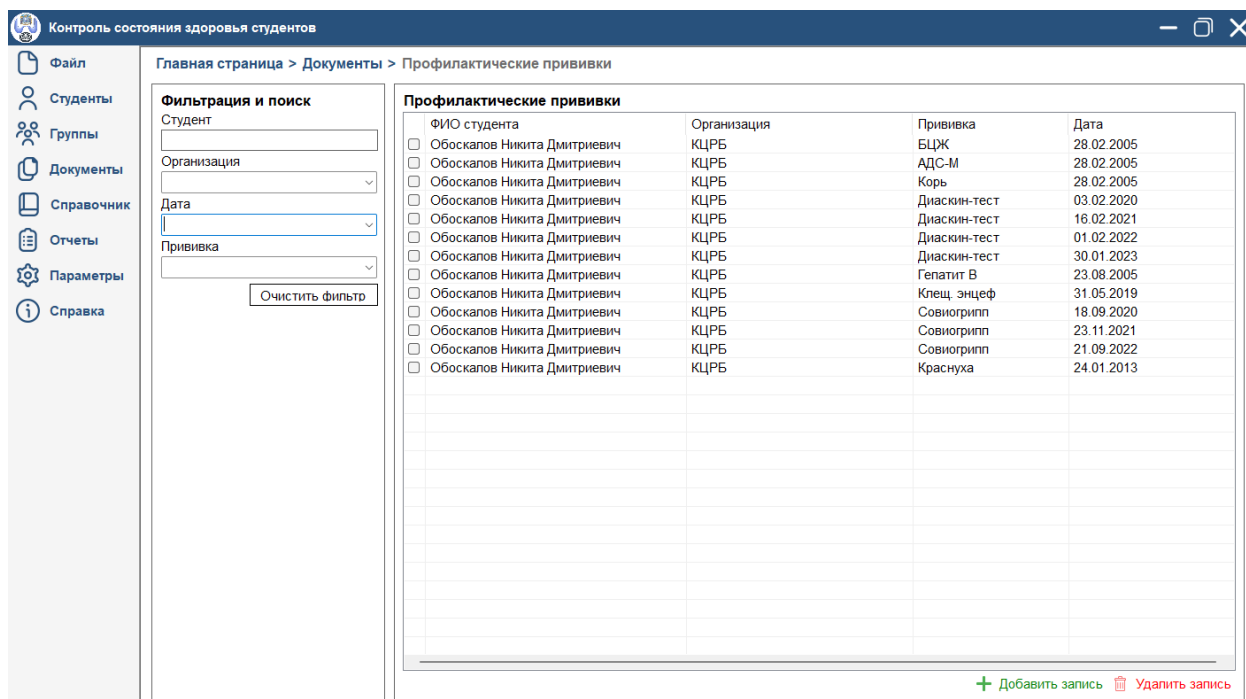 Контроль состояния здоровья студентов
Файл
Студенты
Группы
Документы
Справочник
Отчеты
Параметры
Справка
Главная страница > Документы > Профилактические прививки
Фильтрация и поиск
Студент
Организация
Дата
Прививка
Очистить фильтр
Профилактические прививки
ФИО студента Организация Прививка Дата
Обоскалов Никита Дмитриевич КЦРБ БЦЖ 28.02.2005
Обоскалов Никита Дмитриевич КЦРБ АДС-М 28.02.2005
Обоскалов Никита Дмитриевич КЦРБ Корь 28.02.2005
Обоскалов Никита Дмитриевич КЦРБ Диаскин-тест 03.02.2020
Обоскалов Никита Дмитриевич КЦРБ Диаскин-тест 16.02.2021
Обоскалов Никита Дмитриевич КЦРБ Диаскин-тест 01.02.2022
Обоскалов Никита Дмитриевич КЦРБ Диаскин-тест 30.01.2023
Обоскалов Никита Дмитриевич КЦРБ Гепатит В 23.08.2005
Обоскалов Никита Дмитриевич КЦРБ Клещ. энцеф 31.05.2019
Обоскалов Никита Дмитриевич КЦРБ Совиогрипп 18.09.2020
Обоскалов Никита Дмитриевич КЦРБ Совиогрипп 23.11.2021
Обоскалов Никита Дмитриевич КЦРБ Совиогрипп 21.09.2022
Обоскалов Никита Дмитриевич КЦРБ Краснуха 24.01.2013
Добавить запись Удалить запись